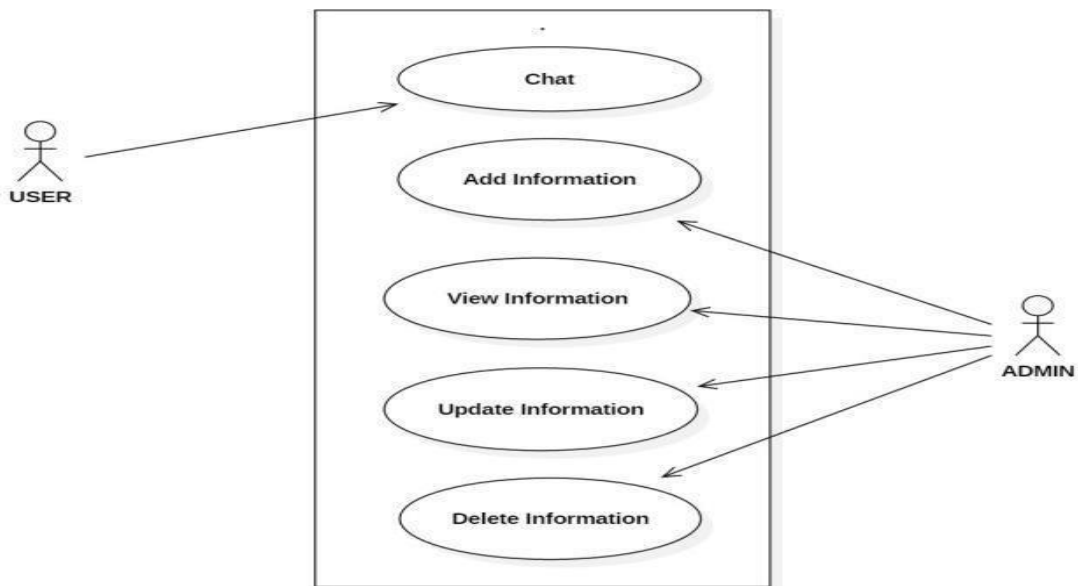 Chat
USER
Add Information
View Information
ADMIN
Update Information
Delete Information